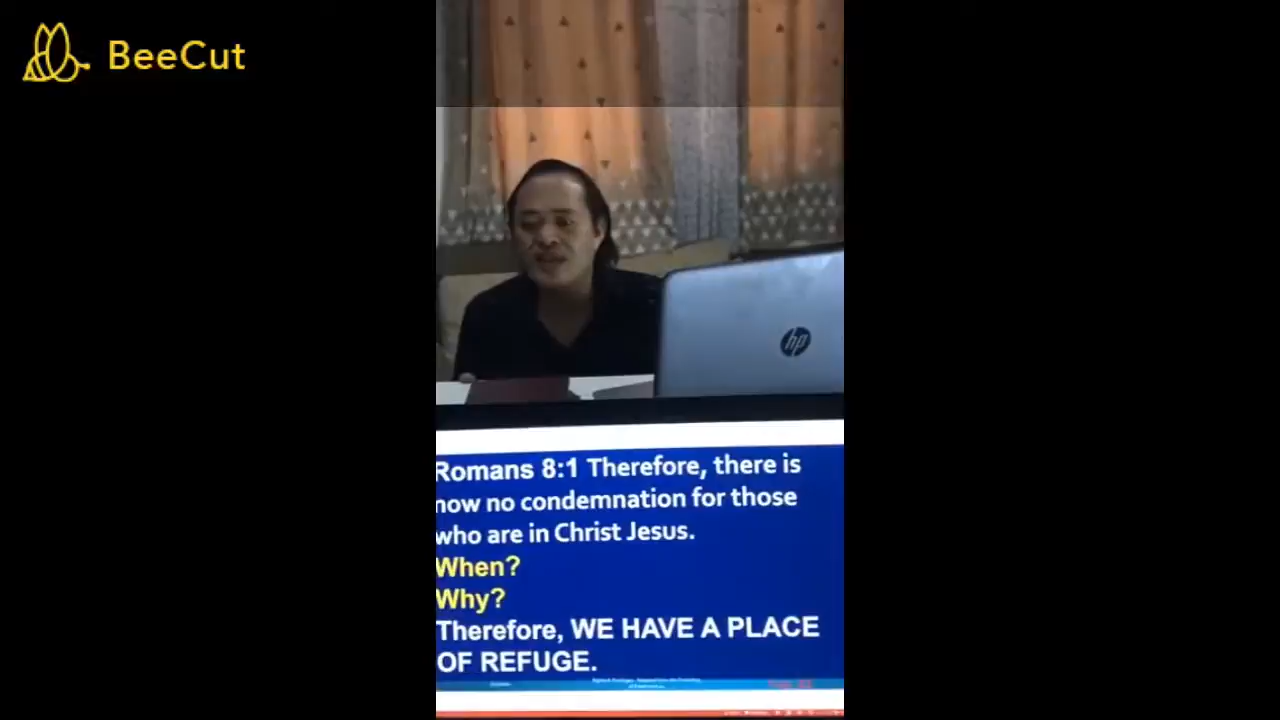 BeeCut
hp
Romans 8:1 Therefore, there is
now no condemnation for those
who are in Christ Jesus.
When?
Why?
Therefore, WE HAVE A PLACE
OF REFUGE.